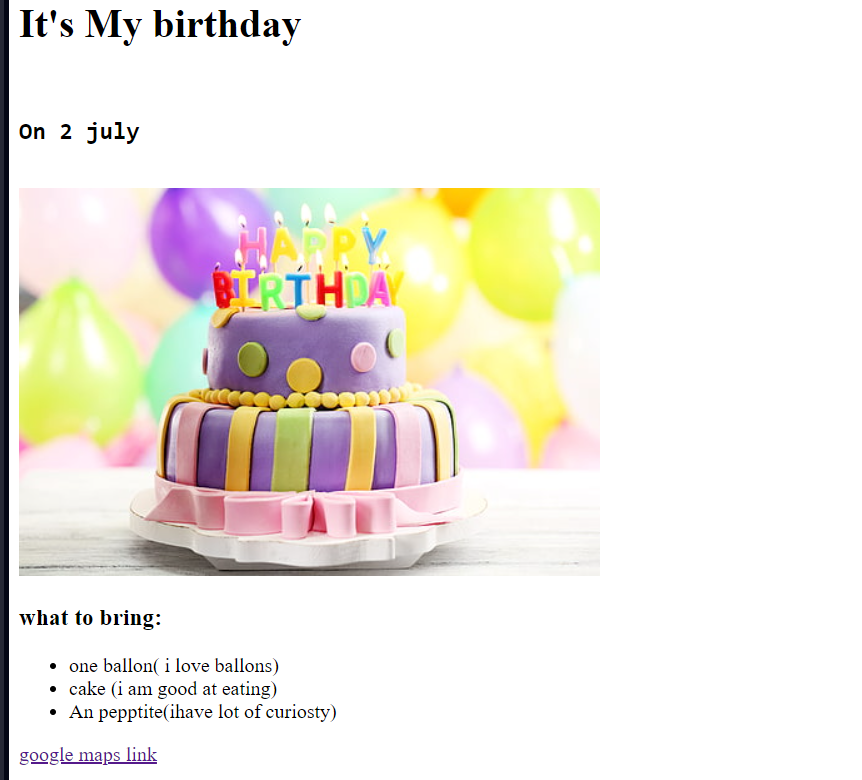 It's My birthday
On 2 july
HAPPY
BIRTHDAY
what to bring:
one ballon( i love ballons)
cake (i am good at eating)
An pepptite(ihave lot of curiosty)
google maps link